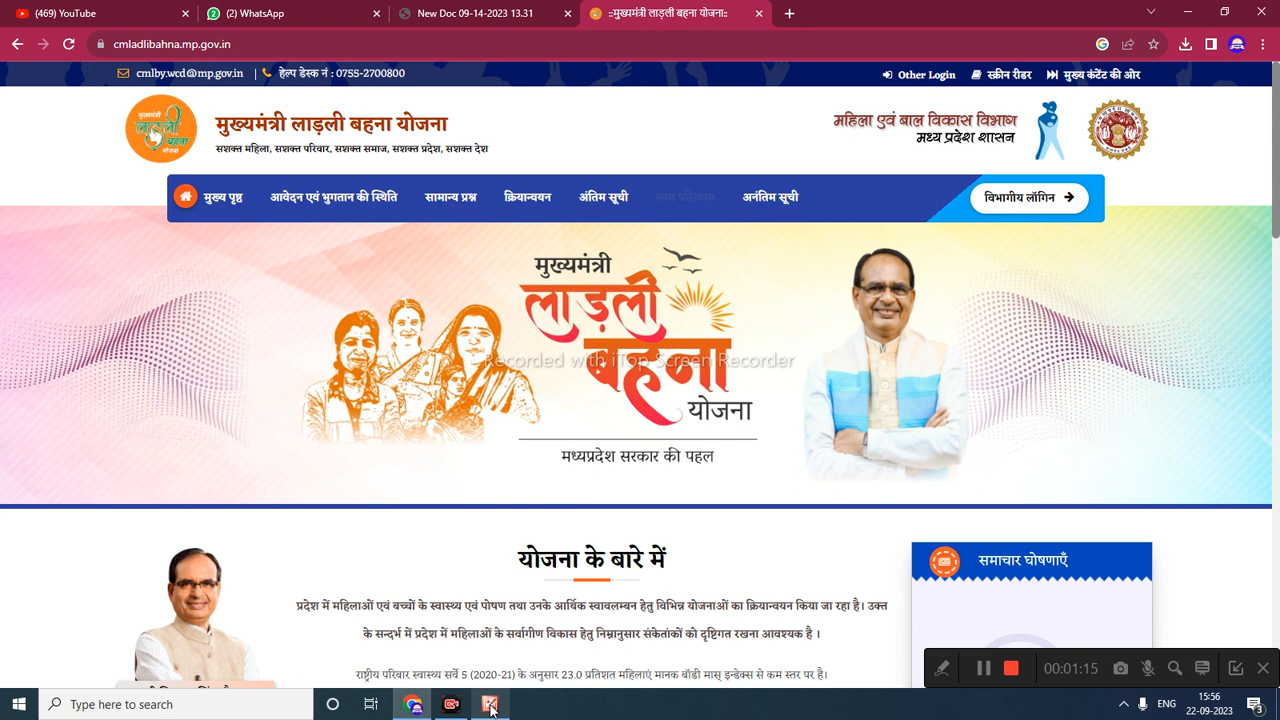 (469) YouTube
(2) WhatsApp
New Doc 09-14-2023 13.31
::मुख्यमंत्री लाड़ली बहना योजना::
cmladlibahna.mp.gov.in
cmlby.wcd@mp.gov.in | हेल्प डेस्क नं : 0755-2700800
Other Login
स्क्रीन रीडर
मुख्य कंटेंट की ओर
मुख्यमंत्री लाड़ली बहना योजना
मुख्यमंत्री लाड़ली बहना योजना
सशक्त महिला, सशक्त परिवार, सशक्त समाज, सशक्त प्रदेश, सशक्त देश
महिला एवं बाल विकास विभाग
मध्य प्रदेश शासन
मुख्य पृष्ठ
आवेदन एवं भुगतान की स्थिति
सामान्य प्रश्न
क्रियान्वयन
अंतिम सूची
लाभ परित्याग
अनंतिम सूची
विभागीय लॉगिन
मुख्यमंत्री
लाड़ली
बहना
योजना
Recorded with iTop Screen Recorder
मध्यप्रदेश सरकार की पहल
योजना के बारे में
समाचार घोषणाएँ
प्रदेश में महिलाओं एवं बच्चों के स्वास्थ्य एवं पोषण तथा उनके आर्थिक स्वावलम्बन हेतु विभिन्न योजनाओं का क्रियान्वयन किया जा रहा है। उक्त
के सन्दर्भ में प्रदेश में महिलाओं के सर्वागीण विकास हेतु निम्नानुसार संकेतांकों को दृष्टिगत रखना आवश्यक है ।
राष्ट्रीय परिवार स्वास्थ्य सर्वे 5 (2020-21) के अनुसार 23.0 प्रतिशत महिलाएं मानक बॉडी मास् इन्डेक्स से कम स्तर पर है।
00:01:15
Type here to search
ENG
15:56
22-09-2023
3